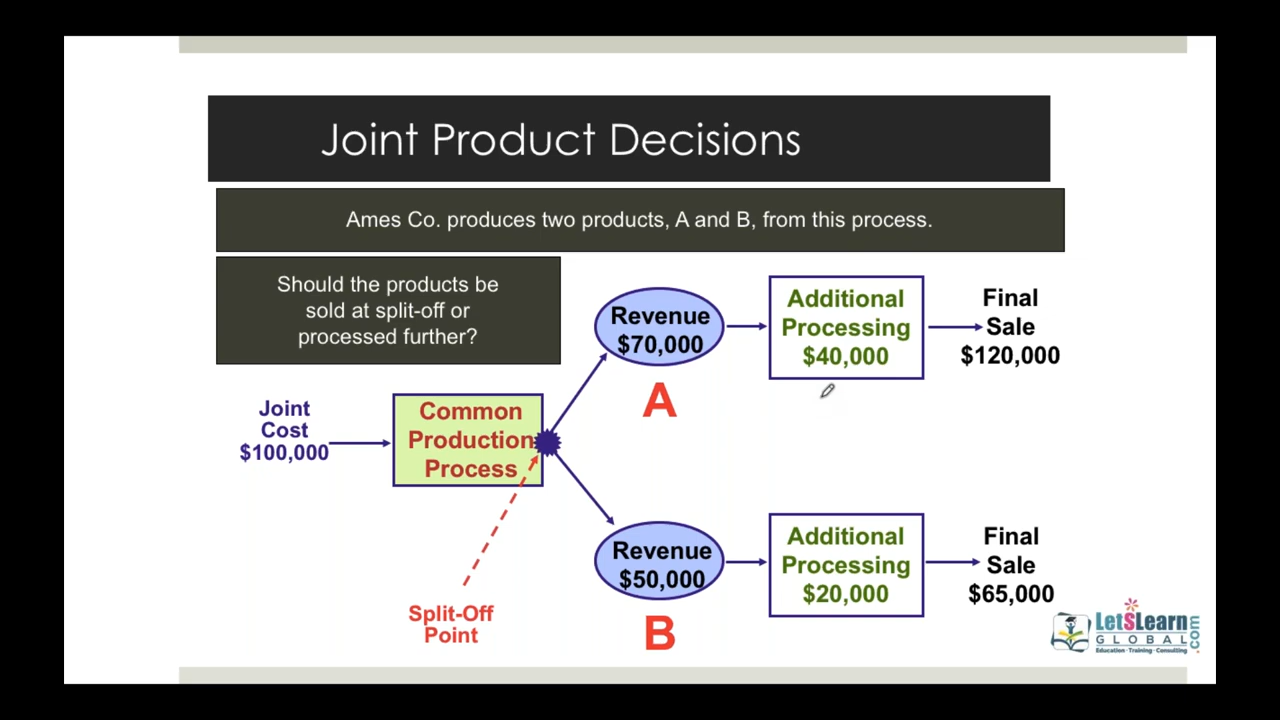 Joint Product Decisions
Ames Co. produces two products, A and B, from this process.
Should the products be
sold at split-off or
processed further?
Joint
Cost
$100,000
Common
Production
Process
Split-Off
Point
Revenue
$70,000
A
Additional
Processing
$40,000
Final
Sale
$120,000
Revenue
$50,000
B
Additional
Processing
$20,000
Final
Sale
$65,000
LetSLearn
GLOBAL
.com
Education-Training-Consulting